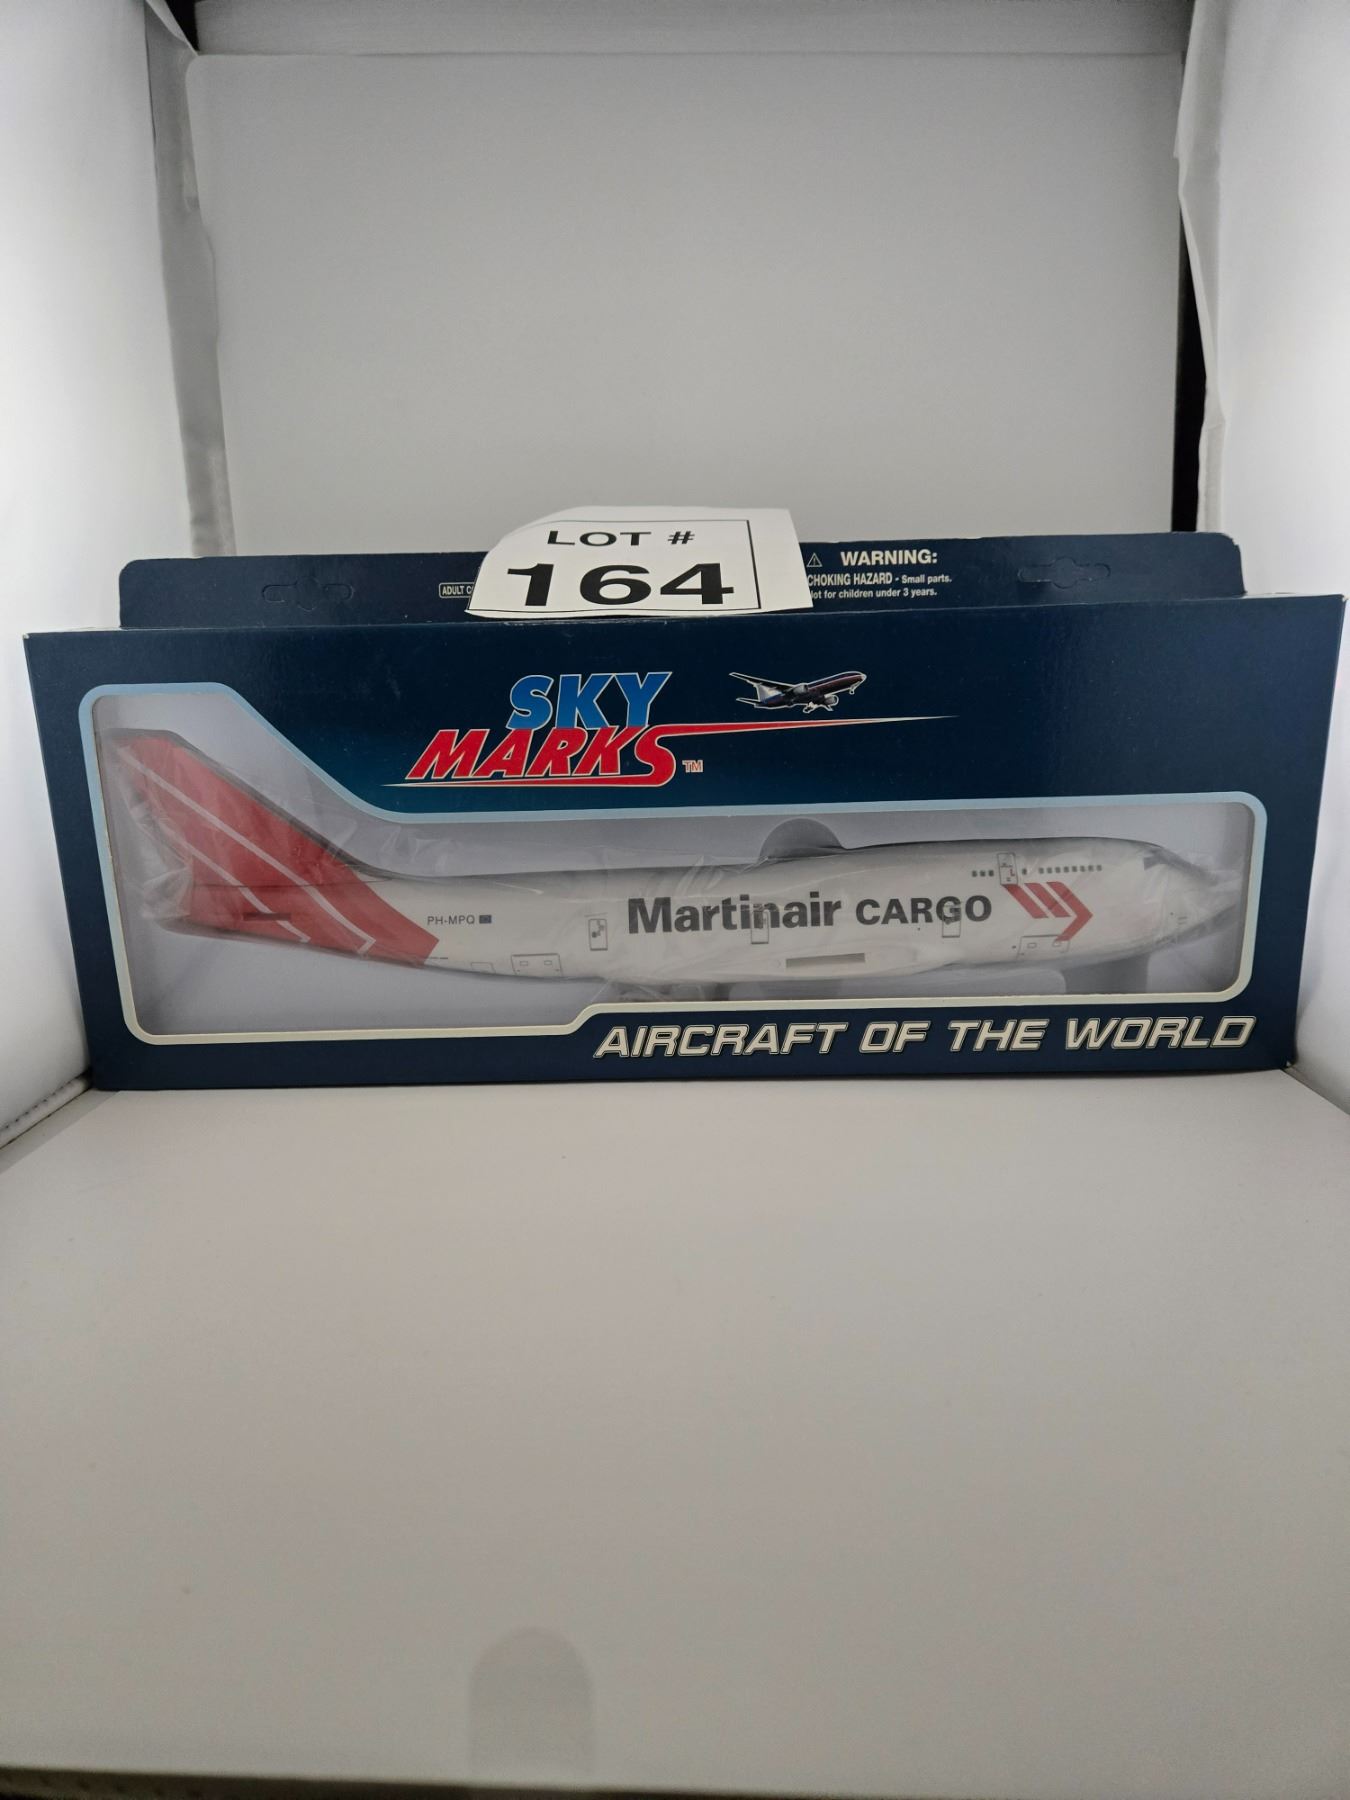 LOT #
164
ADULT
WARNING:
CHOKING HAZARD - Small parts.
Not for children under 3 years.
SKY
MARKS TM
PH-MPQ
Martinair CARGO
AIRCRAFT OF THE WORLD